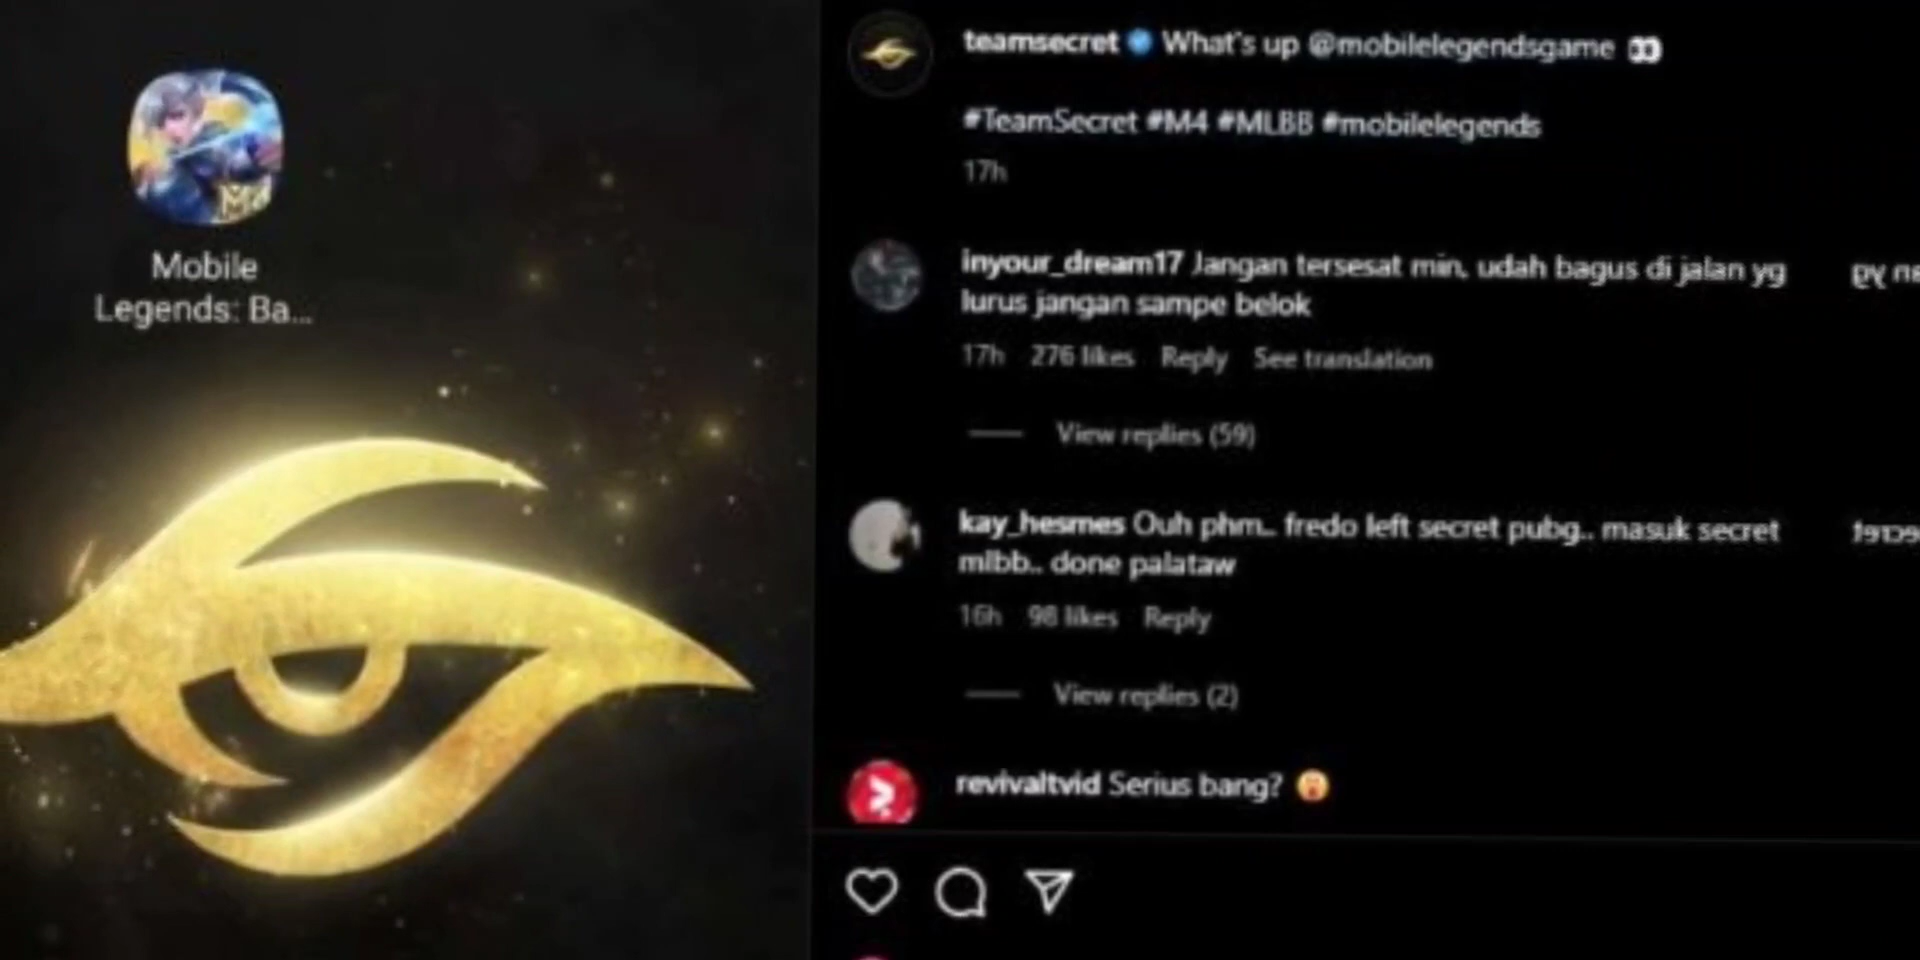 Mobile
Legends: Ba...
teamsecret What's up @mobilelegendsgame
#TeamSecret #M4 #MLBB #mobilelegends
17h
inyour_dream17 Jangan tersesat min, udah bagus di jalan yg
lurus jangan sampe belok
17h 276 likes Reply See translation
View replies (59)
kay_hesmes Ouh phm.. fredo left secret pubg.. masuk secret
mlbb.. done palataw
16h 98 likes Reply
View replies (2)
revivaltvid Serius bang?